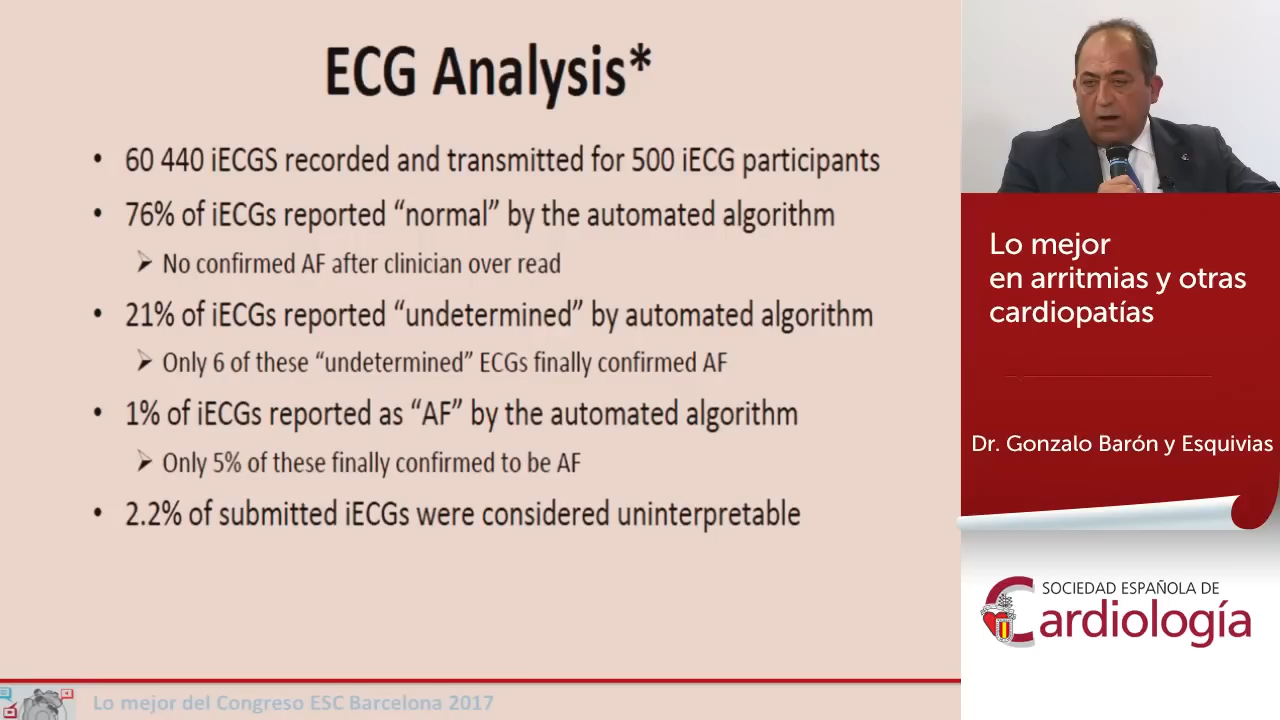 ECG Analysis*
• 60 440 iECGS recorded and transmitted for 500 iECG participants
• 76% of iECGs reported “normal” by the automated algorithm
➢ No confirmed AF after clinician over read
• 21% of iECGs reported “undetermined” by automated algorithm
➢ Only 6 of these “undetermined” ECGs finally confirmed AF
• 1% of iECGs reported as “AF” by the automated algorithm
➢ Only 5% of these finally confirmed to be AF
• 2.2% of submitted iECGs were considered uninterpretable
Lo mejor del Congreso ESC Barcelona 2017
Lo mejor
en arritmias y otras
cardiopatías
Dr. Gonzalo Barón y Esquivias
SOCIEDAD ESPAÑOLA DE
Cardiología